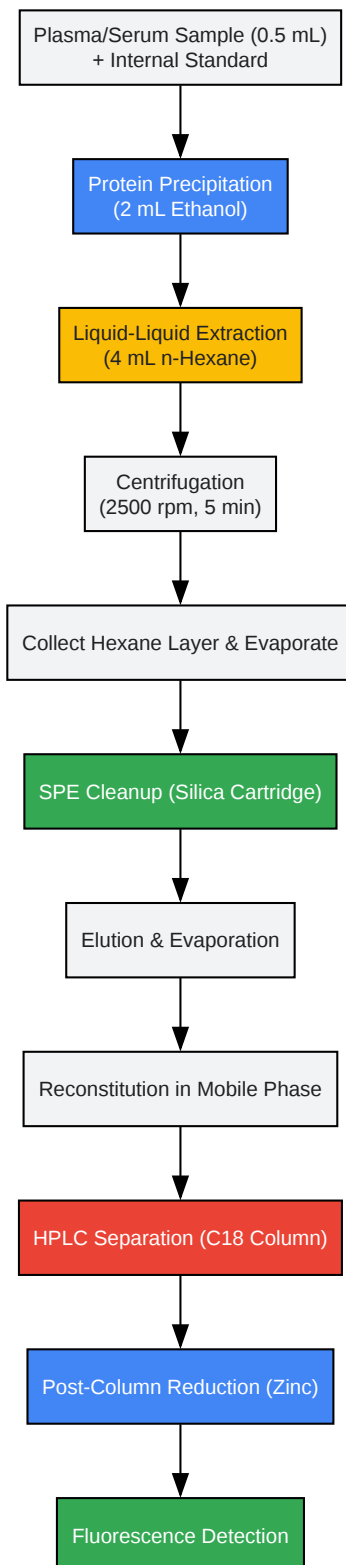 Plasma/Serum Sample (0.5 mL)
+ Internal Standard
Protein Precipitation
(2 mL Ethanol)
Liquid-Liquid Extraction
(4 mL n-Hexane)
Centrifugation
(2500 rpm, 5 min)
Collect Hexane Layer & Evaporate
SPE Cleanup (Silica Cartridge)
Elution & Evaporation
Reconstitution in Mobile Phase
HPLC Separation (C18 Column)
Post-Column Reduction (Zinc)
Fluorescence Detection